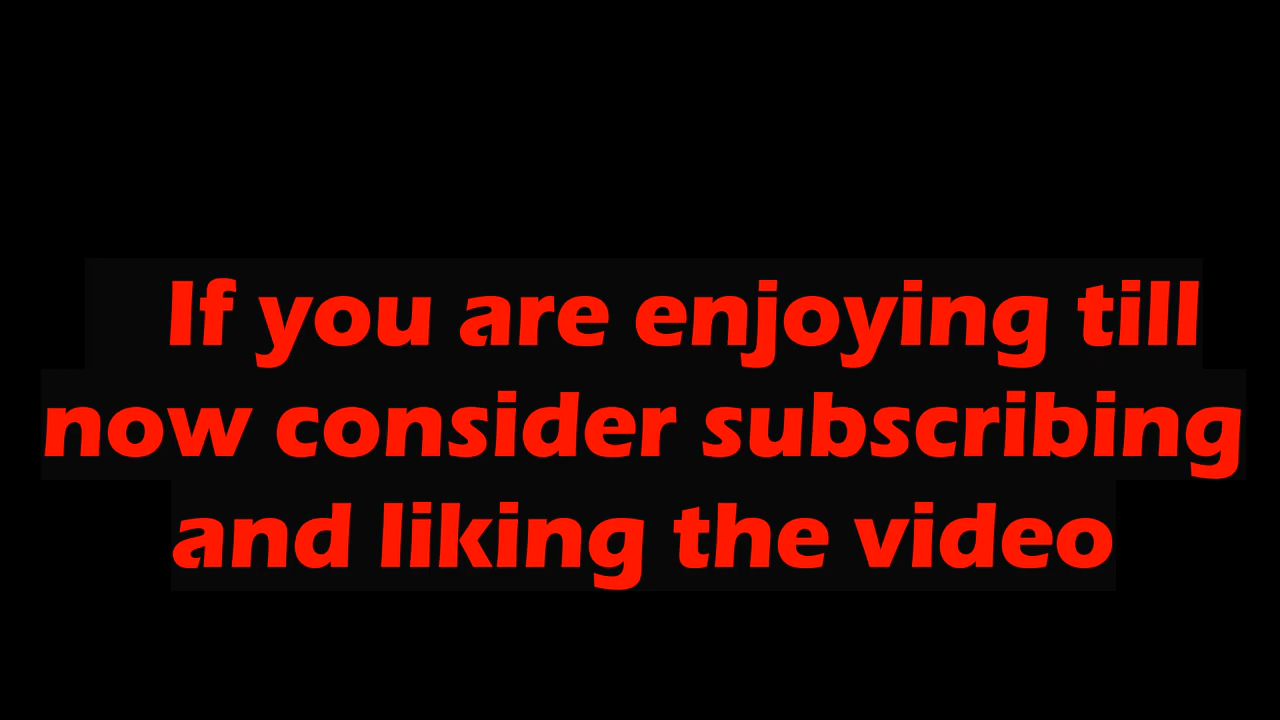 If you are enjoying till
now consider subscribing
and liking the video